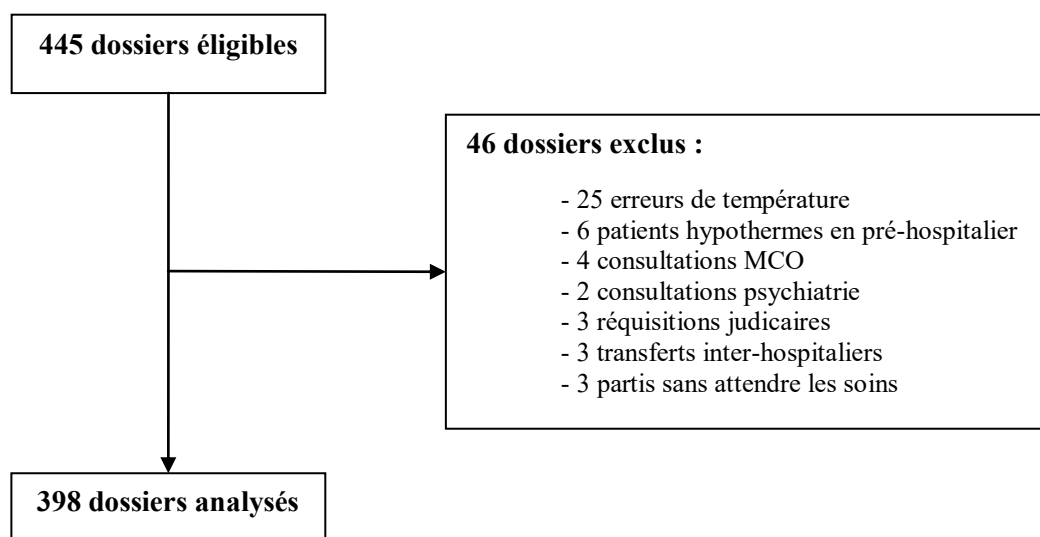 445 dossiers éligibles
46 dossiers exclus :
- 25 erreurs de température
- 6 patients hypothermes en pré-hospitalier
- 4 consultations MCO
- 2 consultations psychiatrie
- 3 réquisitions judicaires
- 3 transferts inter-hospitaliers
- 3 partis sans attendre les soins
398 dossiers analysés